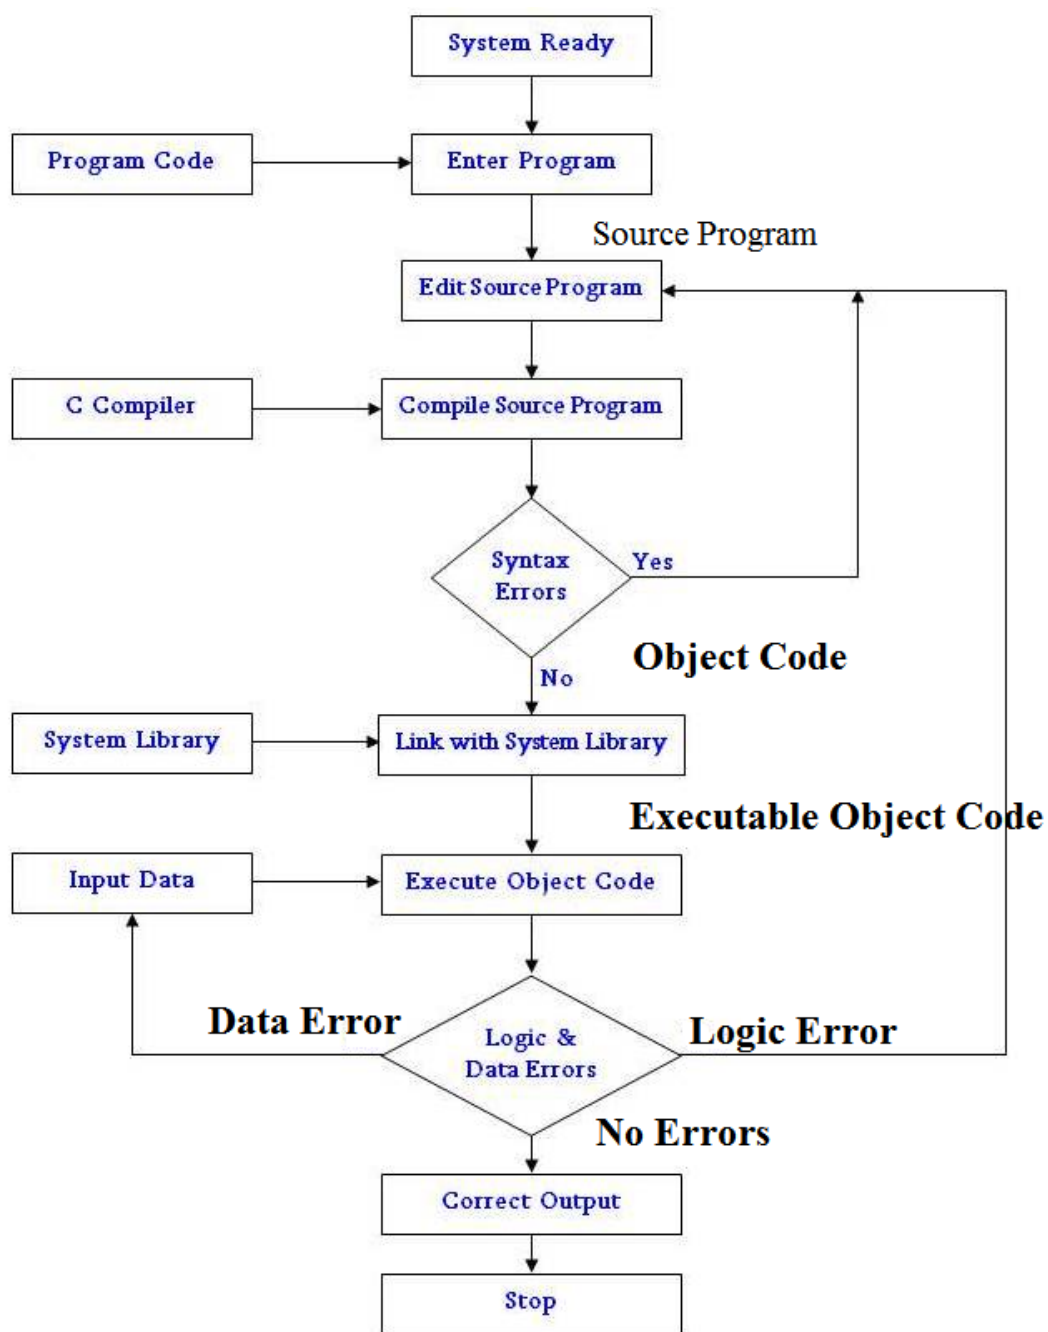 System Ready
Program Code
Enter Program
Source Program
Edit Source Program
C Compiler
Compile Source Program
Syntax
Errors
Yes
Object Code
No
System Library
Link with System Library
Executable Object Code
Input Data
Execute Object Code
Data Error
Logic &
Data Errors
Logic Error
No Errors
Correct Output
Stop